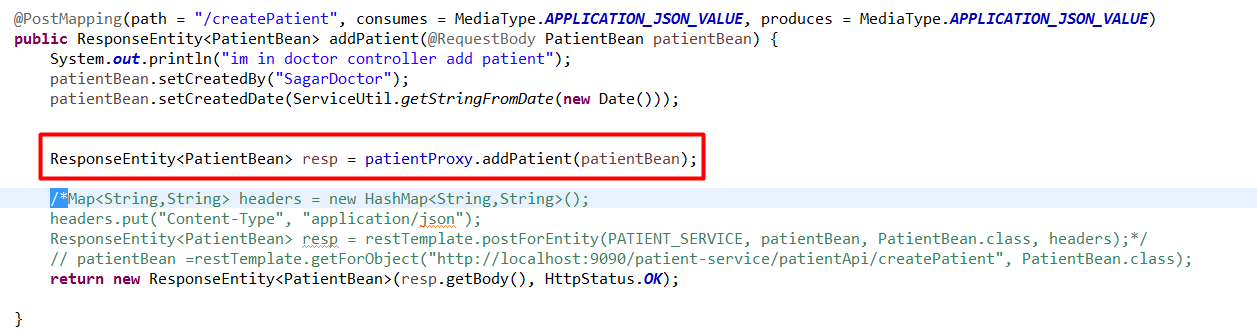 @PostMapping(path = "/createPatient", consumes = MediaType.APPLICATION_JSON_VALUE, produces = MediaType.APPLICATION_JSON_VALUE)
public ResponseEntity<PatientBean> addPatient(@RequestBody PatientBean patientBean) {
System.out.println("im in doctor controller add patient");
patientBean.setCreatedBy("SagarDoctor");
patientBean.setCreatedDate(ServiceUtil.getStringFromDate(new Date()));
ResponseEntity<PatientBean> resp = patientProxy.addPatient(patientBean);
/*Map<String,String> headers = new HashMap<String,String>();
headers.put("Content-Type", "application/json");
ResponseEntity<PatientBean> resp = restTemplate.postForEntity(PATIENT_SERVICE, patientBean, PatientBean.class, headers);*/
// patientBean =restTemplate.getForObject("http://localhost:9090/patient-service/patientApi/createPatient", PatientBean.class);
return new ResponseEntity<PatientBean>(resp.getBody(), HttpStatus.OK);
}